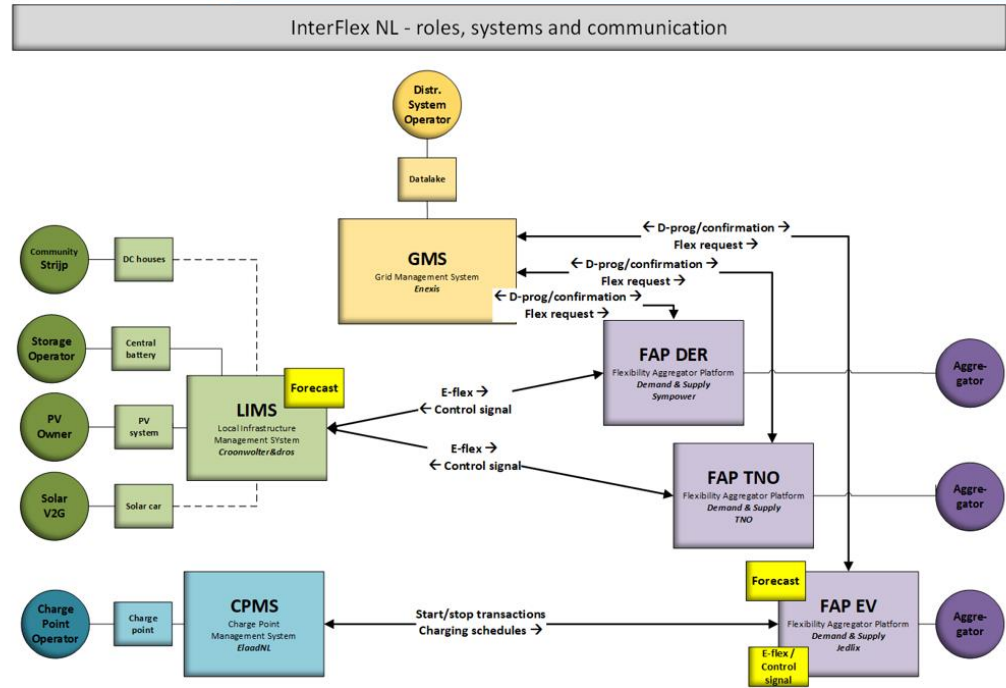 InterFlex NL - roles, systems and communication
Distr.
System
Operator
Datalake
GMS
Grid Management System
Enexis
← D-prog/confirmation →
Flex request →
← D-prog/confirmation →
Flex request →
← D-prog/confirmation →
Flex request →
Community
Strijp
DC houses
Storage
Operator
Central
battery
PV
Owner
PV
system
Solar
V2G
Solar car
Forecast
LIMS
Local Infrastructure
Management SYstem
Croonwolter&dros
E-flex →
← Control signal
E-flex →
← Control signal
FAP DER
Flexibility Aggregator Platform
Demand & Supply
Sympower
Aggre-
gator
FAP TNO
Flexibility Aggregator Platform
Demand & Supply
TNO
Aggre-
gator
Charge
Point
Operator
Charge
point
CPMS
Charge Point
Management System
ElaadNL
Start/stop transactions
Charging schedules →
Forecast
FAP EV
Flexibility Aggregator Platform
Demand & Supply
Jedlix
E-flex /
Control
signal
Aggre-
gator